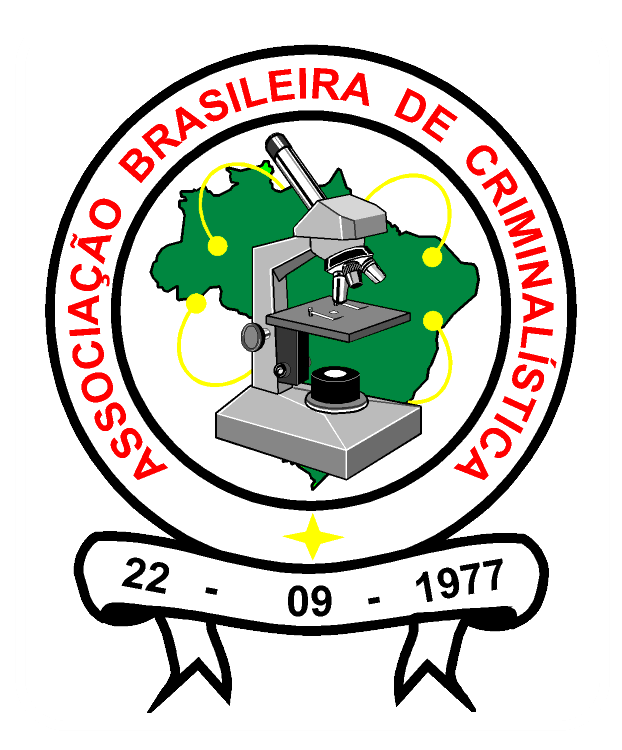 ASSOCIAÇÃO BRASILEIRA DE CRIMINALÍSTICA
22 - 09 - 1977